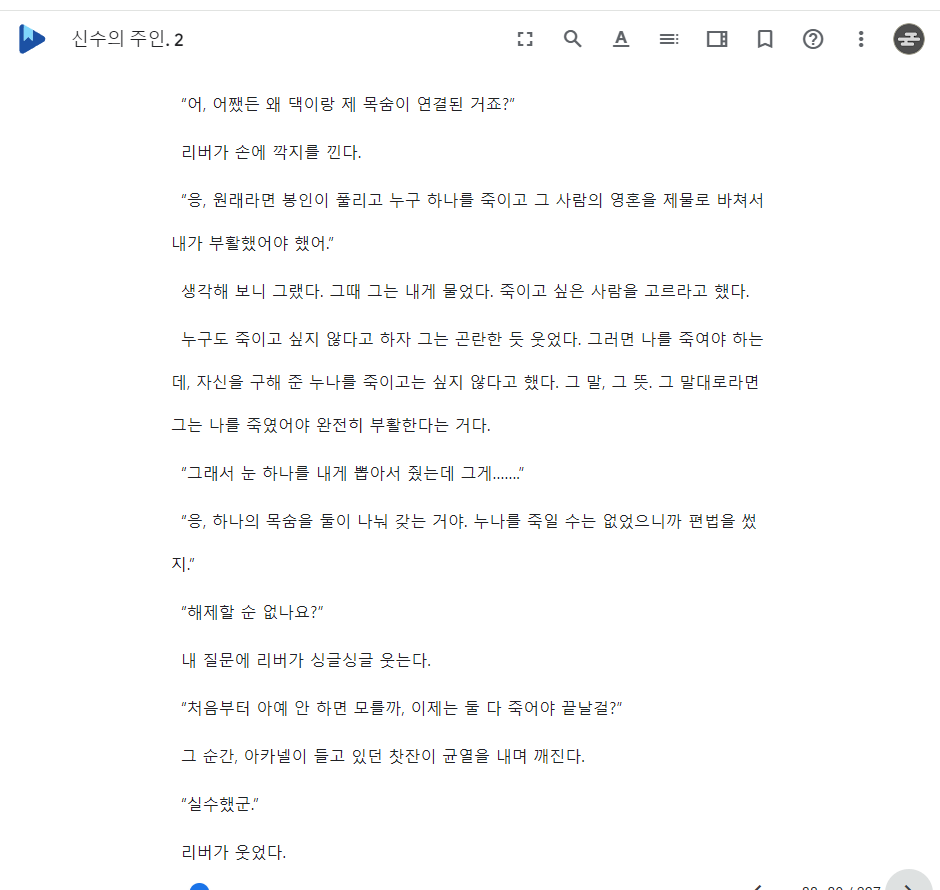 신수의 주인. 2
"어, 어쨌든 왜 댁이랑 제 목숨이 연결된 거죠?"
리버가 손에 깍지를 낀다.
"응, 원래라면 봉인이 풀리고 누구 하나를 죽이고 그 사람의 영혼을 제물로 바쳐서
내가 부활했어야 했어."
생각해 보니 그랬다. 그때 그는 내게 물었다. 죽이고 싶은 사람을 고르라고 했다.
누구도 죽이고 싶지 않다고 하자 그는 곤란한 듯 웃었다. 그러면 나를 죽여야 하는
데, 자신을 구해 준 누나를 죽이고는 싶지 않다고 했다. 그 말, 그 뜻. 그 말대로라면
그는 나를 죽였어야 완전히 부활한다는 거다.
"그래서 눈 하나를 내게 뽑아서 줬는데 그게……."
"응, 하나의 목숨을 둘이 나눠 갖는 거야. 누나를 죽일 수는 없었으니까 편법을 썼
지."
"해제할 순 없나요?"
내 질문에 리버가 싱글싱글 웃는다.
"처음부터 아예 안 하면 모를까, 이제는 둘 다 죽어야 끝날걸?"
그 순간, 아카넬이 들고 있던 찻잔이 균열을 내며 깨진다.
"실수했군."
리버가 웃었다.